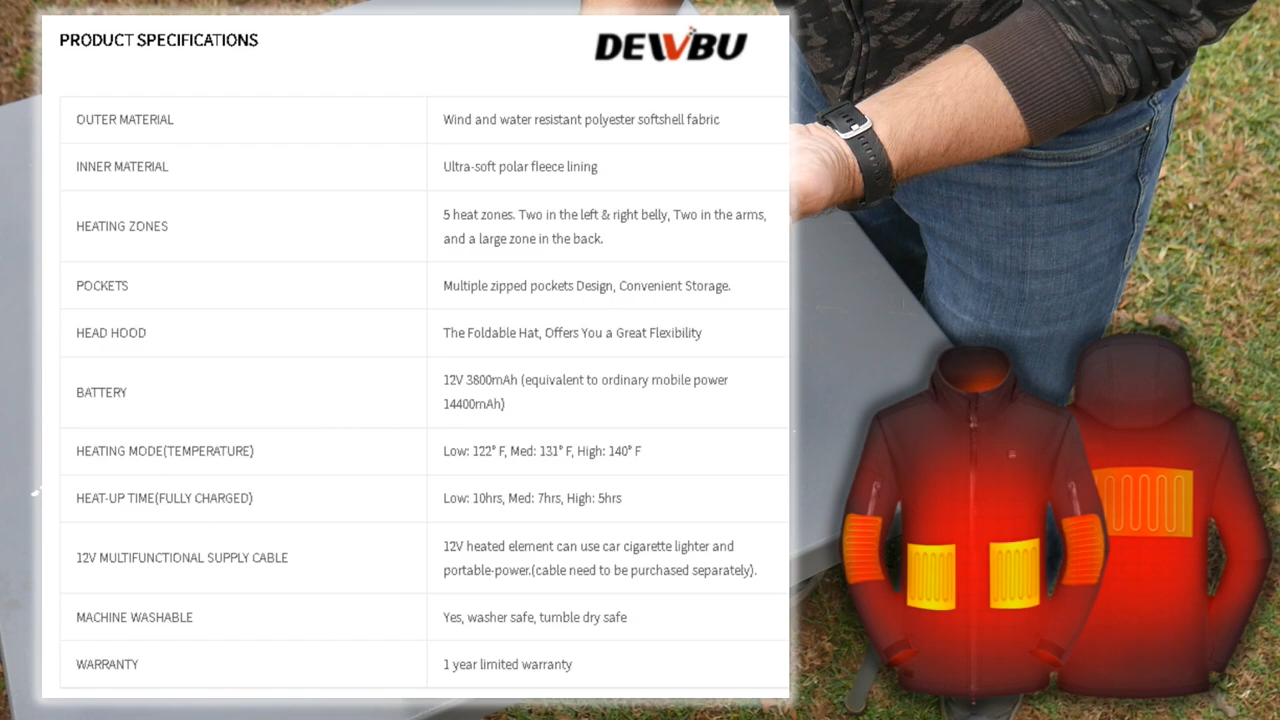 PRODUCT SPECIFICATIONS
DEWBU
OUTER MATERIAL
Wind and water resistant polyester softshell fabric
INNER MATERIAL
Ultra-soft polar fleece lining
HEATING ZONES
5 heat zones. Two in the left & right belly, Two in the arms,
and a large zone in the back.
POCKETS
Multiple zipped pockets Design, Convenient Storage.
HEAD HOOD
The Foldable Hat, Offers You a Great Flexibility
BATTERY
12V 3800mAh (equivalent to ordinary mobile power
14400mAh)
HEATING MODE(TEMPERATURE)
Low: 122° F, Med: 131° F, High: 140° F
HEAT-UP TIME(FULLY CHARGED)
Low: 10hrs, Med: 7hrs, High: 5hrs
12V MULTIFUNCTIONAL SUPPLY CABLE
12V heated element can use car cigarette lighter and
portable-power.(cable need to be purchased separately).
MACHINE WASHABLE
Yes, washer safe, tumble dry safe
WARRANTY
1 year limited warranty